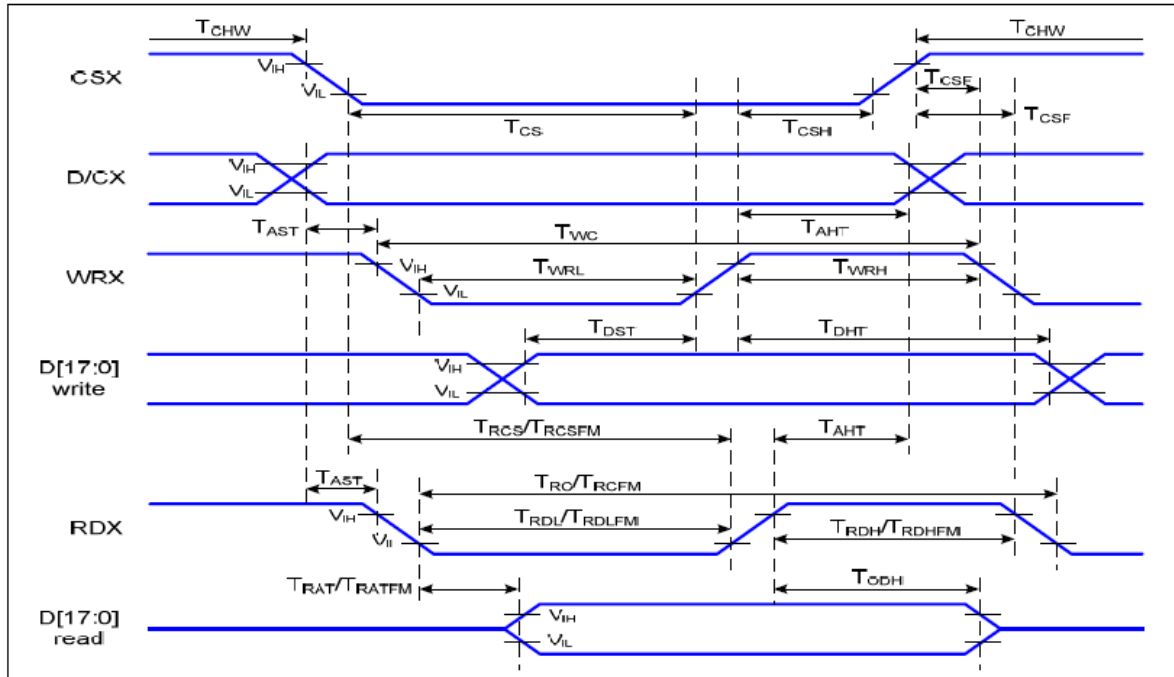 TCHW TCHW
CSX VIH
VIL
TCSF
TCSF
TCS TCSH
D/CX VIH
VIL
TAST TWC TAHT
WRX VIH TWRL TWRH
VIL
TDST TDHT
D[17:0]
write
VIH
VIL
TRCS/TRCSFM TAHT
TAST TRC/TRCFM
RDX VIH TRDL/TRDLFM TRDH/TRDHFM
VIL
TRAT/TRATFM TODH
D[17:0]
read
VIH
VIL